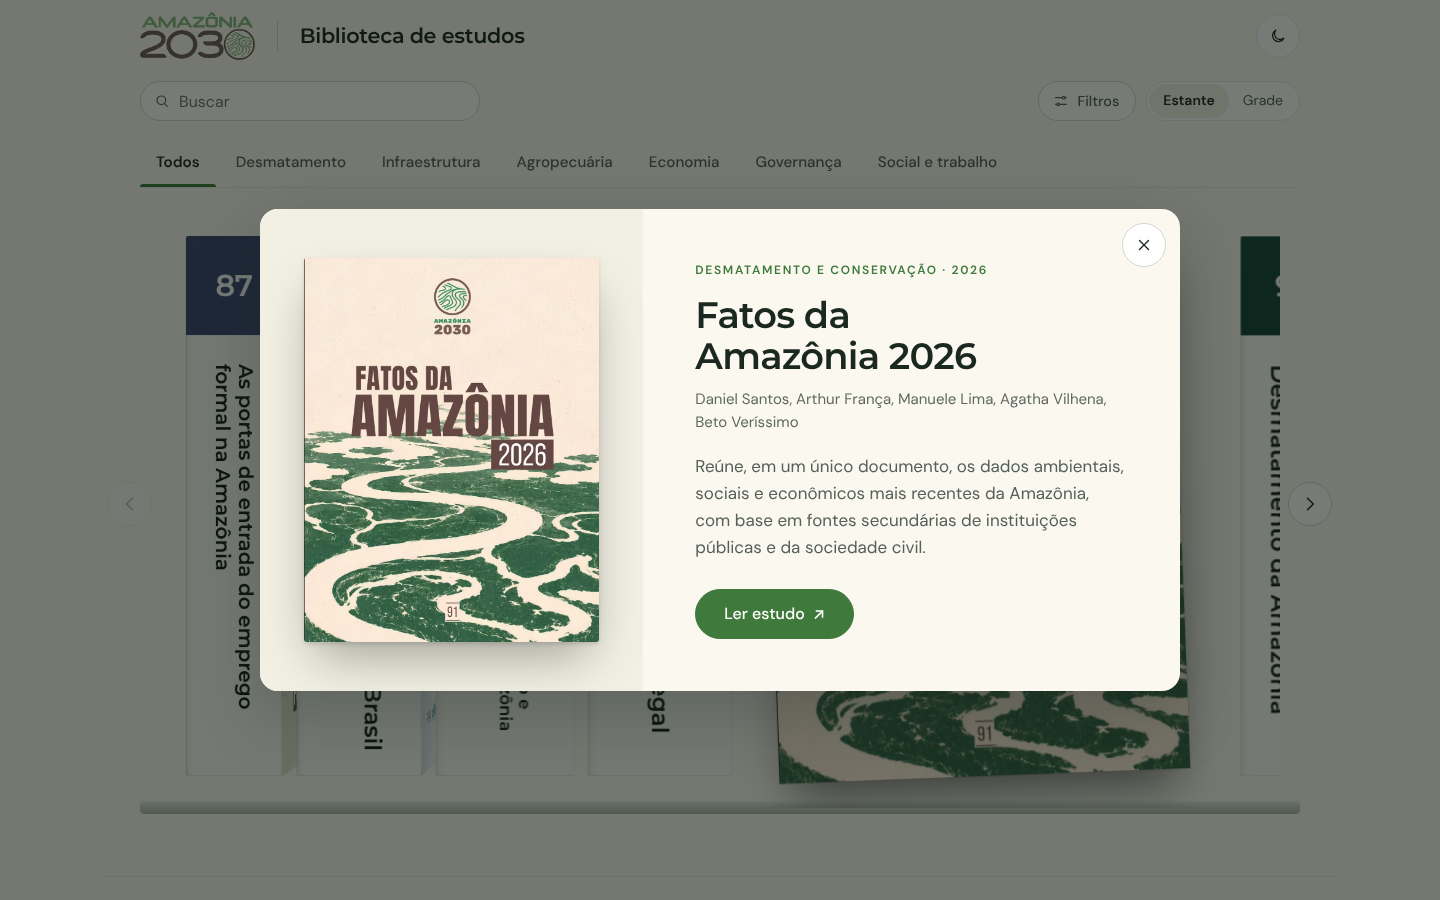 AMAZÔNIA
2030
Biblioteca de estudos
Buscar
Filtros
Estante
Grade
Todos
Desmatamento
Infraestrutura
Agropecuária
Economia
Governança
Social e trabalho
87
As portas de entrada do emprego
formal na Amazônia
Brasil
AMAZÔNIA
2030
FATOS DA
AMAZÔNIA
2026
91
DESMATAMENTO E CONSERVAÇÃO · 2026
Fatos da
Amazônia 2026
Daniel Santos, Arthur França, Manuele Lima, Agatha Vilhena,
Beto Veríssimo
Reúne, em um único documento, os dados ambientais,
sociais e econômicos mais recentes da Amazônia,
com base em fontes secundárias de instituições
públicas e da sociedade civil.
Ler estudo
91
Desmatamento da Amazônia